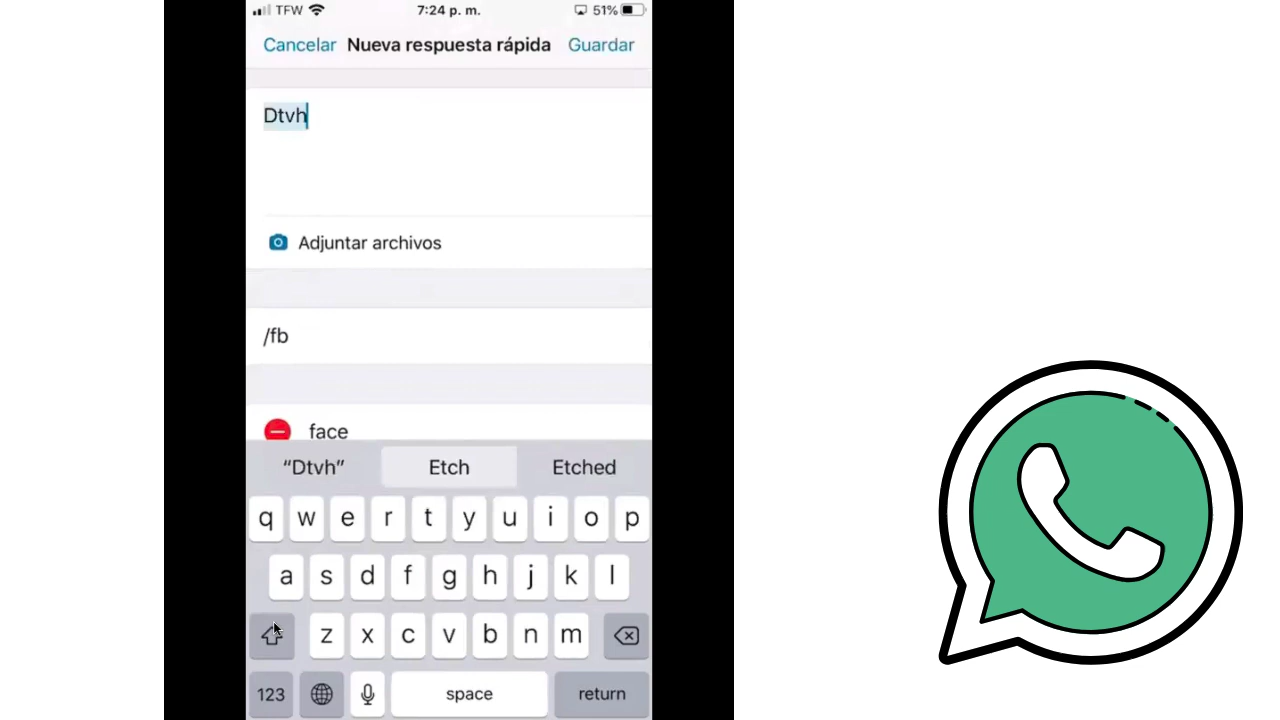 TFW 7:24 p. m. 51%
Cancelar Nueva respuesta rápida Guardar
Dtvh
Adjuntar archivos
/fb
face
“Dtvh” Etch Etched
q w e r t y u i o p
a s d f g h j k l
z x c v b n m
123 space return